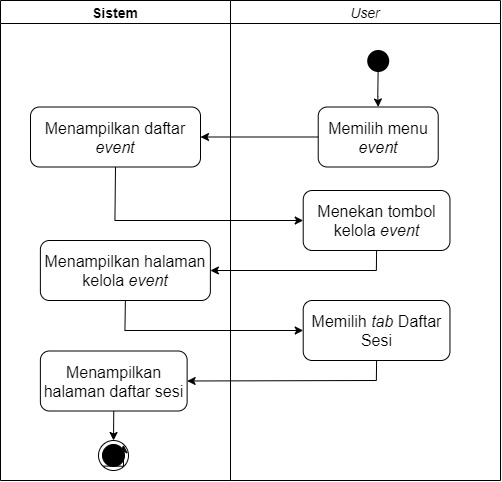 Sistem
User
Memilih menu
event
Menampilkan daftar
event
Menekan tombol
kelola event
Menampilkan halaman
kelola event
Memilih tab Daftar
Sesi
Menampilkan
halaman daftar sesi